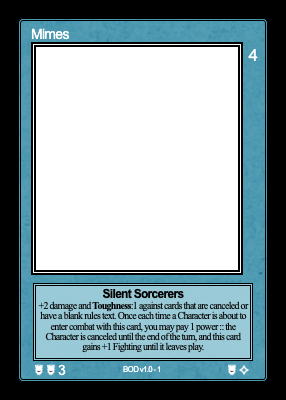 Mimes
4
Silent Sorcerers
+2 damage and Toughness:1 against cards that are canceled or
have a blank rules text. Once each time a Character is about to
enter combat with this card, you may pay 1 power :: the
Character is canceled until the end of the turn, and this card
gains +1 Fighting until it leaves play.
3
BOD v1.0 - 1